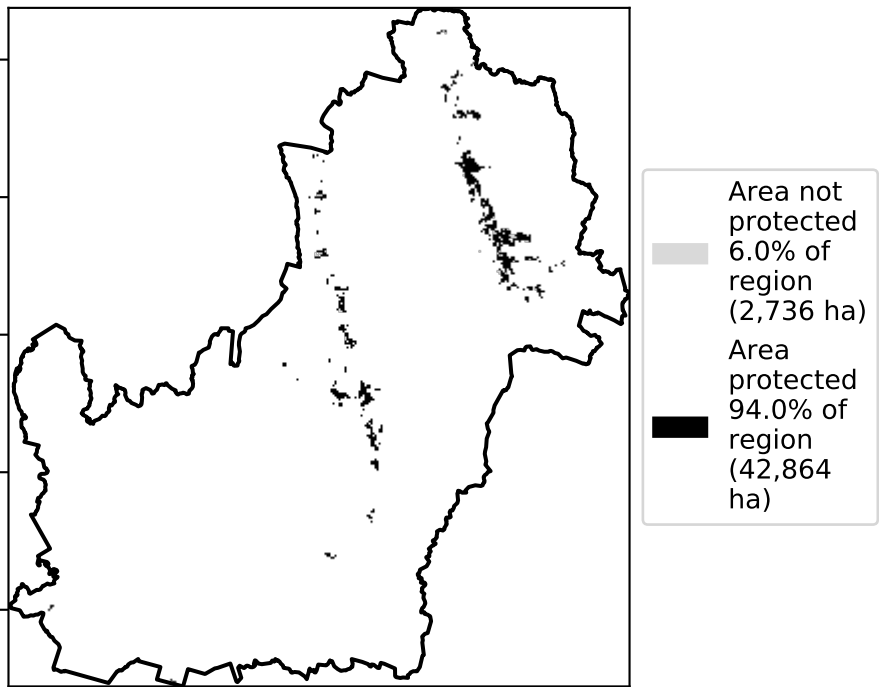 Area not
protected
6.0% of
region
(2,736 ha)
Area
protected
94.0% of
region
(42,864
ha)